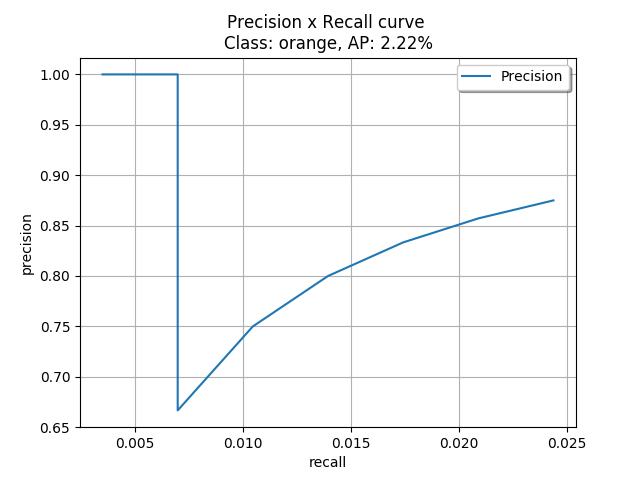 Precision x Recall curve
Class: orange, AP: 2.22%
Precision
1.00
0.95
0.90
0.85
0.80
0.75
0.70
0.65
precision
0.005
0.010
0.015
0.020
0.025
recall